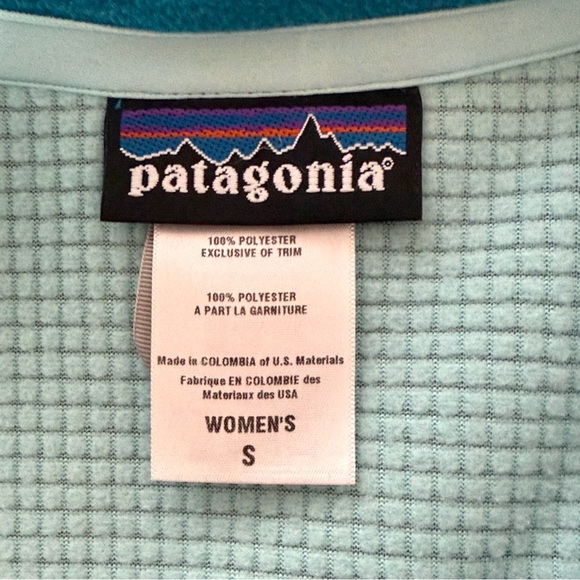 patagonia®
100% POLYESTER
EXCLUSIVE OF TRIM
100% POLYESTER
A PART LA GARNITURE
Made in COLOMBIA of U.S. Materials
Fabrique EN COLOMBIE des
Materiaux des USA
WOMEN'S
S